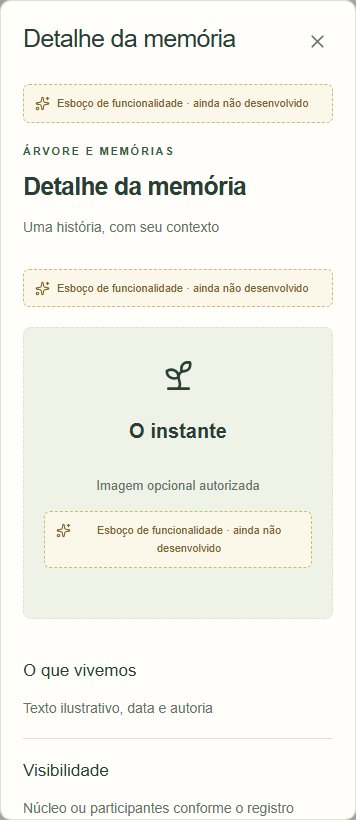 Detalhe da memória
Esboço de funcionalidade · ainda não desenvolvido
ÁRVORE E MEMÓRIAS
Detalhe da memória
Uma história, com seu contexto
Esboço de funcionalidade · ainda não desenvolvido
O instante
Imagem opcional autorizada
Esboço de funcionalidade · ainda não
desenvolvido
O que vivemos
Texto ilustrativo, data e autoria
Visibilidade
Núcleo ou participantes conforme o registro